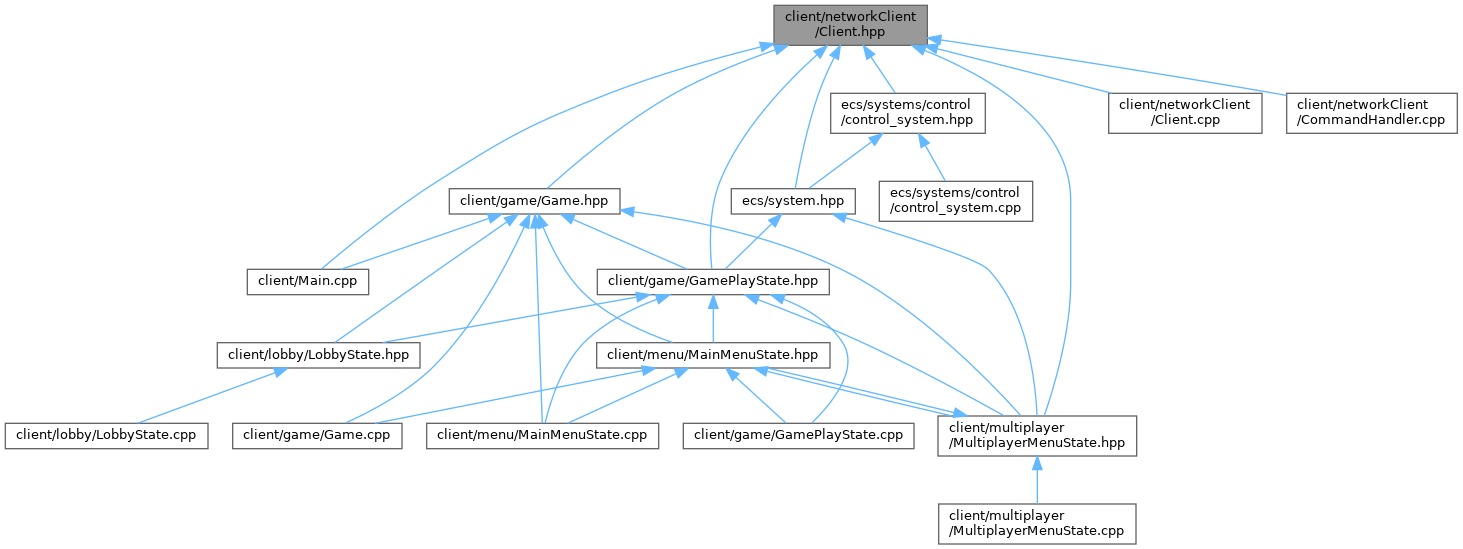 client/networkClient
/Client.hpp
ecs/systems/control
/control_system.hpp
client/networkClient
/Client.cpp
client/networkClient
/CommandHandler.cpp
client/game/Game.hpp
ecs/system.hpp
ecs/systems/control
/control_system.cpp
client/Main.cpp
client/game/GamePlayState.hpp
client/lobby/LobbyState.hpp
client/menu/MainMenuState.hpp
client/lobby/LobbyState.cpp
client/game/Game.cpp
client/menu/MainMenuState.cpp
client/game/GamePlayState.cpp
client/multiplayer
/MultiplayerMenuState.hpp
client/multiplayer
/MultiplayerMenuState.cpp